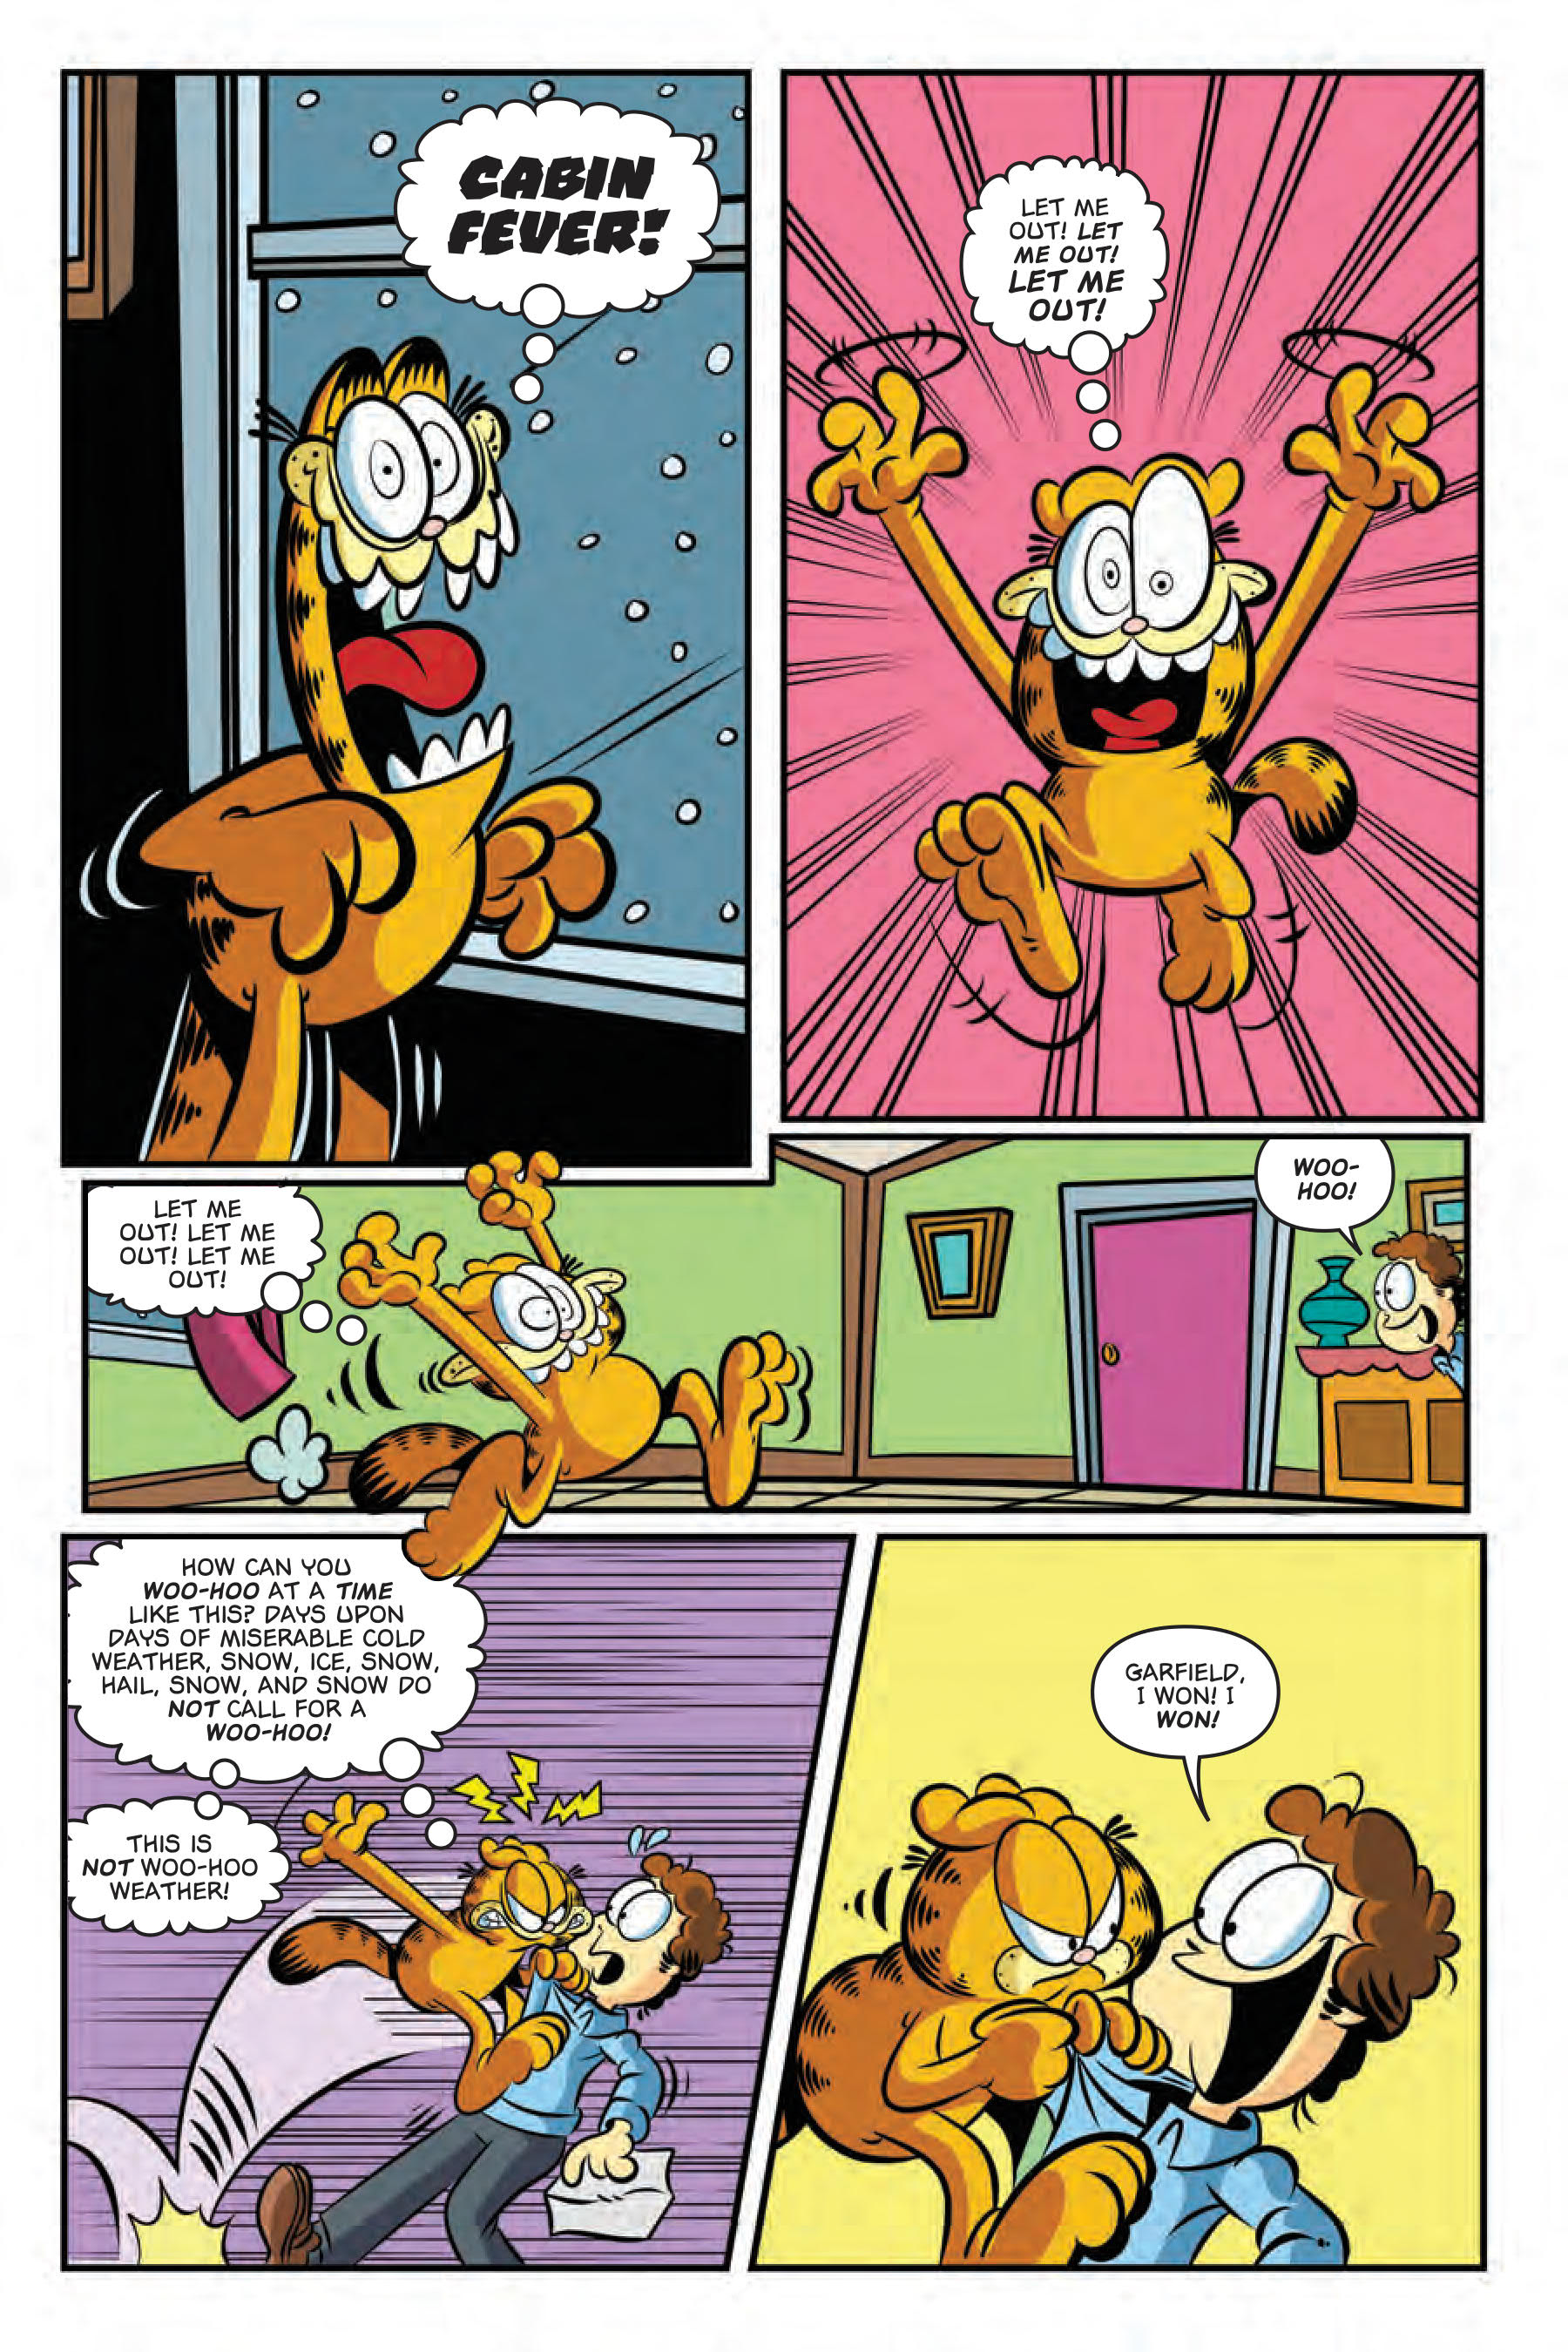 CABIN
FEVER!
LET ME
OUT! LET
ME OUT!
LET ME
OUT!
LET ME
OUT! LET ME
OUT! LET ME
OUT!
WOO-
HOO!
HOW CAN YOU
WOO-HOO AT A TIME
LIKE THIS? DAYS UPON
DAYS OF MISERABLE COLD
WEATHER, SNOW, ICE, SNOW,
HAIL, SNOW, AND SNOW DO
NOT CALL FOR A
WOO-HOO!
THIS IS
NOT WOO-HOO
WEATHER!
GARFIELD,
I WON! I
WON!